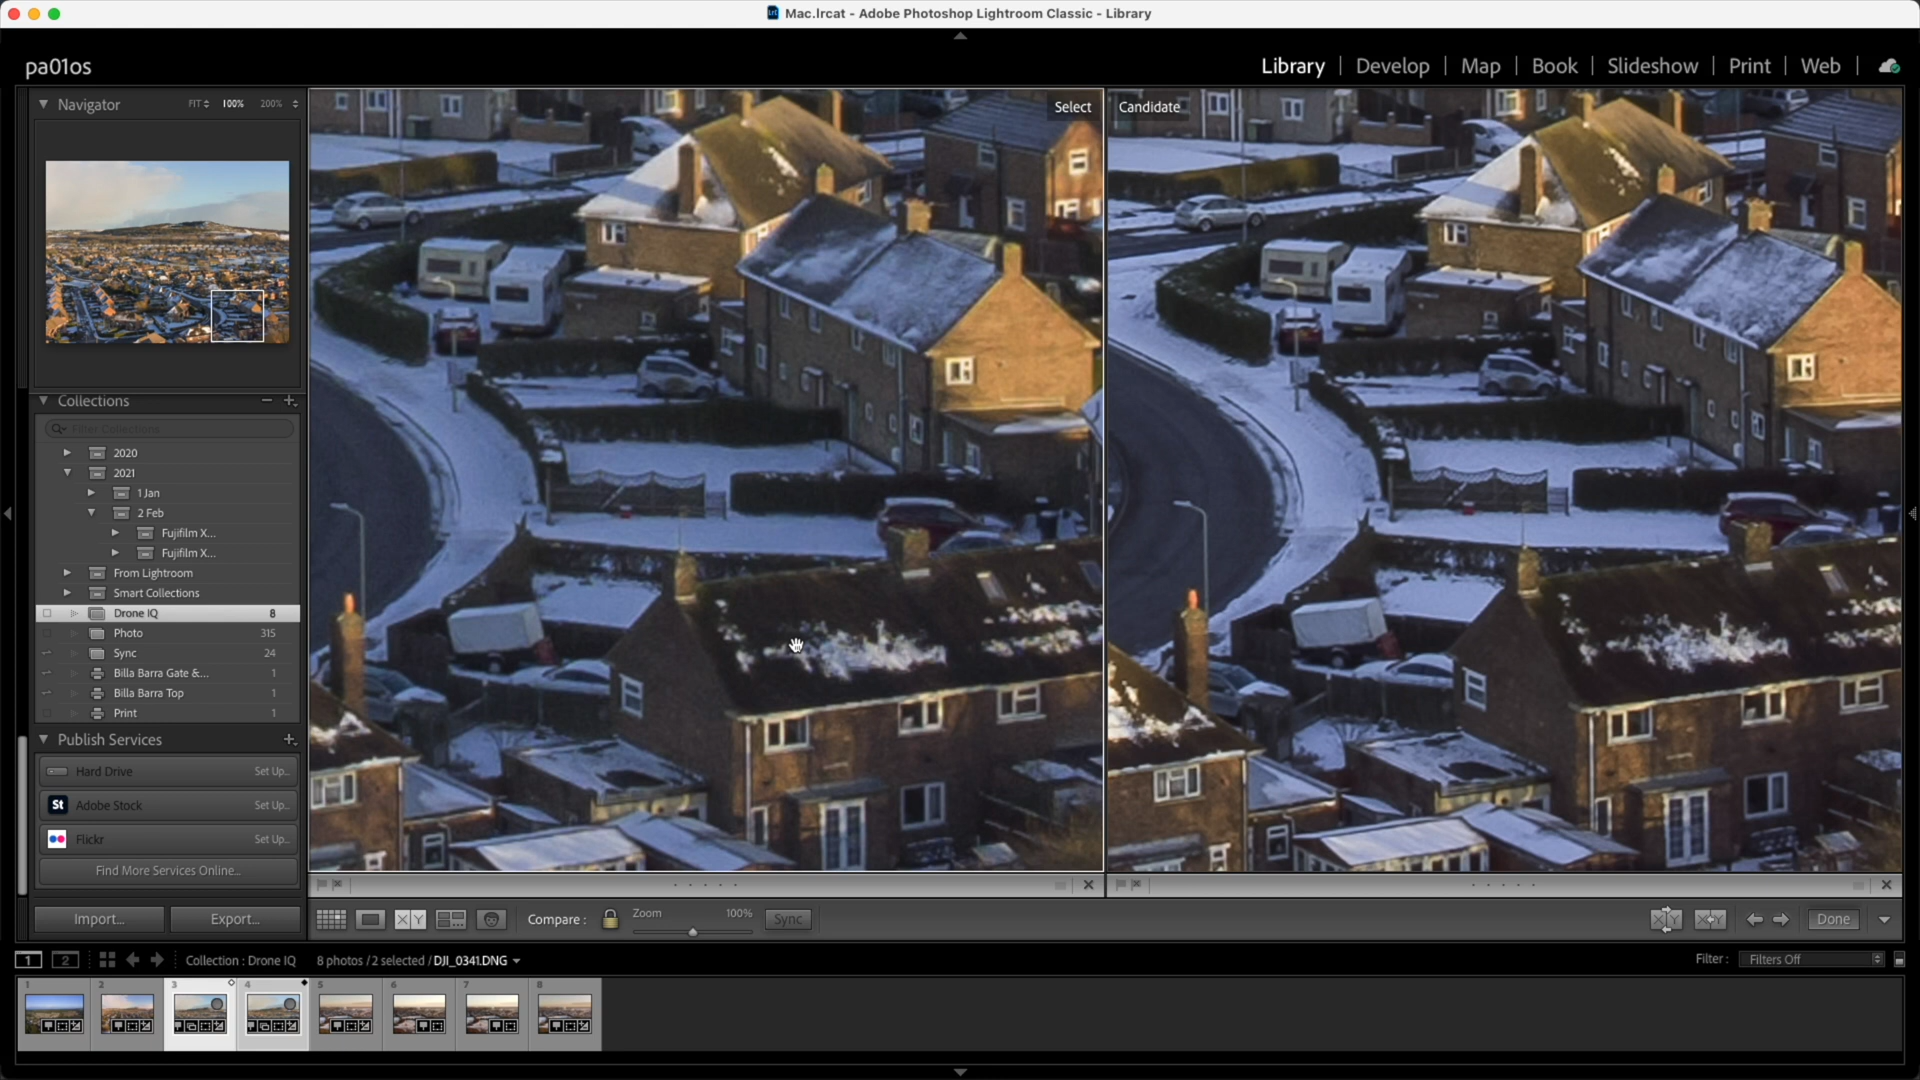 Mac.lrcat - Adobe Photoshop Lightroom Classic - Library
pa01os
Library | Develop | Map | Book | Slideshow | Print | Web |
Navigator FIT 100% 200%
Select
Candidate
Collections
Filter Collections
2020
2021
1 Jan
2 Feb
Fujifilm X...
Fujifilm X...
From Lightroom
Smart Collections
Drone IQ 8
Photo 315
Sync 24
Billa Barra Gate &... 1
Billa Barra Top 1
Print 1
Publish Services
Hard Drive Set Up...
St Adobe Stock Set Up...
Flickr Set Up...
Find More Services Online...
Import... Export...
X Y Compare : Zoom 100% Sync
Done
1 2 Collection : Drone IQ 8 photos / 2 selected / DJI_0341.DNG
Filter : Filters Off
1 2 3 4 5 6 7 8